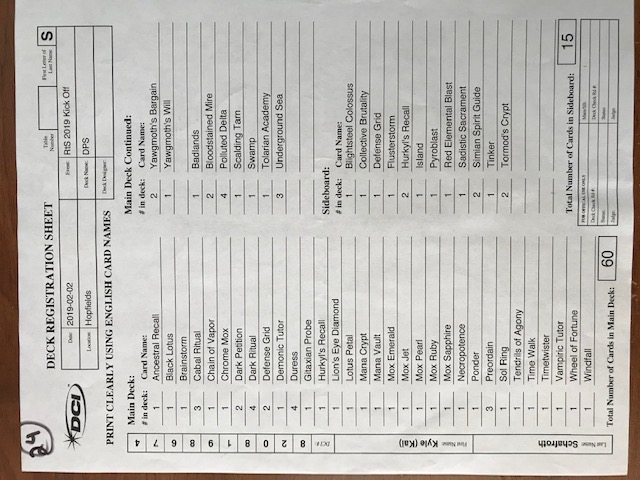 24
DECK REGISTRATION SHEET
Table Number
First Letter of Last Name
S
DCI
Date: 2019-02-02
Event: RtS 2019 Kick Off
Location: Hopfields
Deck Name: DPS
Deck Designer:
PRINT CLEARLY USING ENGLISH CARD NAMES
DCI #: 8 2 0 8 8 1 9 8 6 7 4
First Name: Kyle (Kai)
Last Name: Schafroth
Main Deck:
# in deck: Card Name:
1 Ancestral Recall
1 Black Lotus
1 Brainstorm
3 Cabal Ritual
1 Chain of Vapor
1 Chrome Mox
2 Dark Petition
4 Dark Ritual
2 Defense Grid
1 Demonic Tutor
4 Duress
1 Gitaxian Probe
1 Hurkyl's Recall
1 Lion's Eye Diamond
1 Lotus Petal
1 Mana Crypt
1 Mana Vault
1 Mox Emerald
1 Mox Jet
1 Mox Pearl
1 Mox Ruby
1 Mox Sapphire
1 Necropotence
1 Ponder
3 Preordain
1 Sol Ring
1 Tendrils of Agony
1 Time Walk
1 Timetwister
1 Vampiric Tutor
1 Wheel of Fortune
1 Windfall
Total Number of Cards in Main Deck: 60
Main Deck Continued:
# in deck: Card Name:
2 Yawgmoth's Bargain
1 Yawgmoth's Will
1 Badlands
2 Bloodstained Mire
4 Polluted Delta
1 Scalding Tarn
1 Swamp
1 Tolarian Academy
3 Underground Sea
Sideboard:
# in deck: Card Name:
1 Blightsteel Colossus
1 Collective Brutality
1 Defense Grid
1 Flusterstorm
2 Hurkyl's Recall
1 Island
1 Pyroblast
1 Red Elemental Blast
1 Sadistic Sacrament
2 Simian Spirit Guide
1 Tinker
2 Tormod's Crypt
Total Number of Cards in Sideboard: 15
FOR OFFICIAL USE ONLY
Main/SB:
Deck Check Rd #:
Deck Check Rd #:
Status:
Status:
Judge:
Judge: